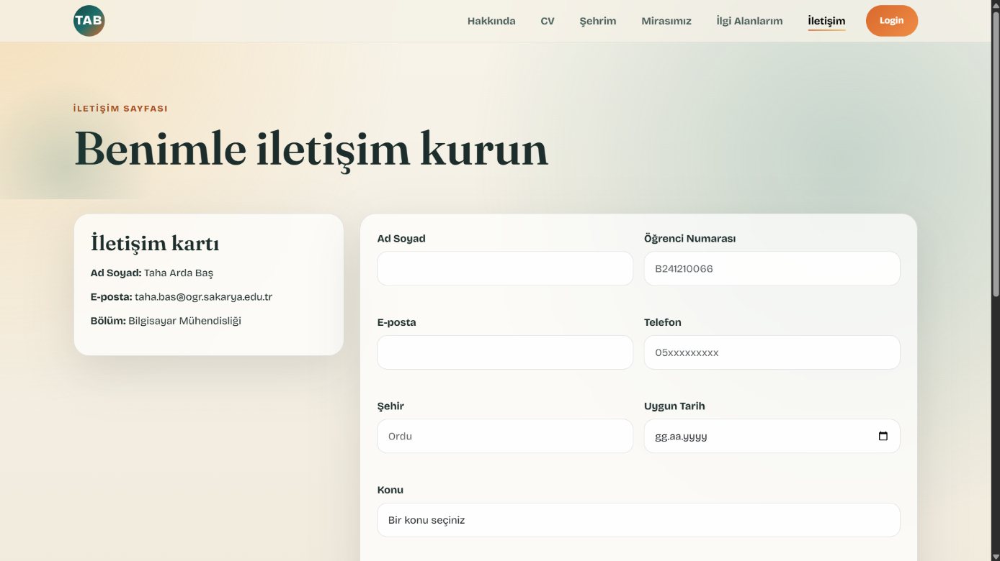 TAB
Hakkında
CV
Şehrim
Mirasımız
İlgi Alanlarım
İletişim
Login
İLETİŞİM SAYFASI
Benimle iletişim kurun
İletişim kartı
Ad Soyad: Taha Arda Baş
E-posta: taha.bas@ogr.sakarya.edu.tr
Bölüm: Bilgisayar Mühendisliği
Ad Soyad
Öğrenci Numarası
B241210066
E-posta
Telefon
05xxxxxxxxx
Şehir
Ordu
Uygun Tarih
gg.aa.yyyy
Konu
Bir konu seçiniz